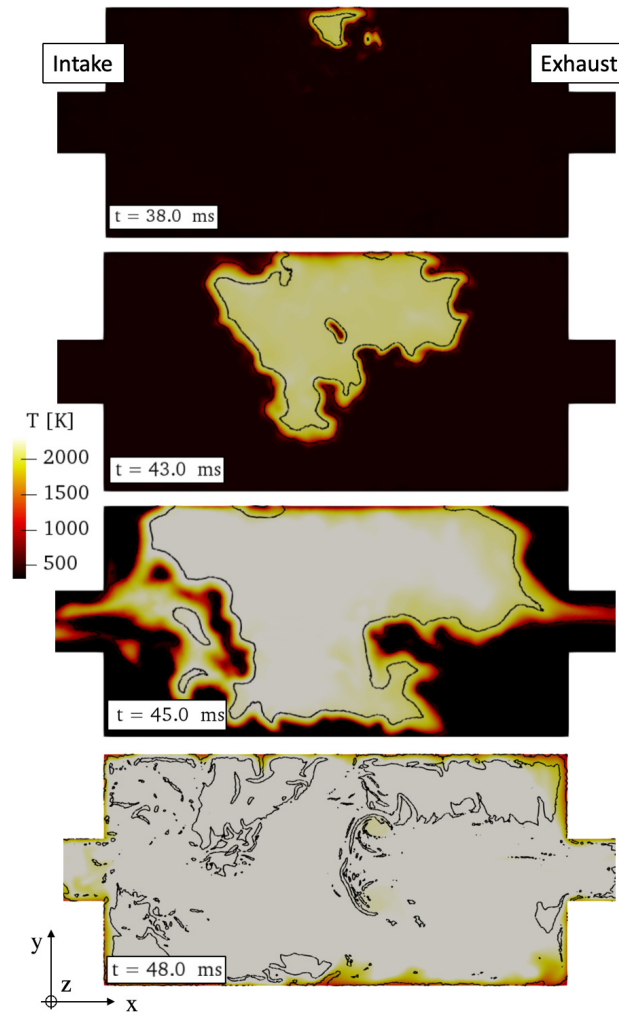 Intake
Exhaust
t = 38.0 ms
t = 43.0 ms
T [K]
2000
1500
1000
500
t = 45.0 ms
t = 48.0 ms
y
z
x